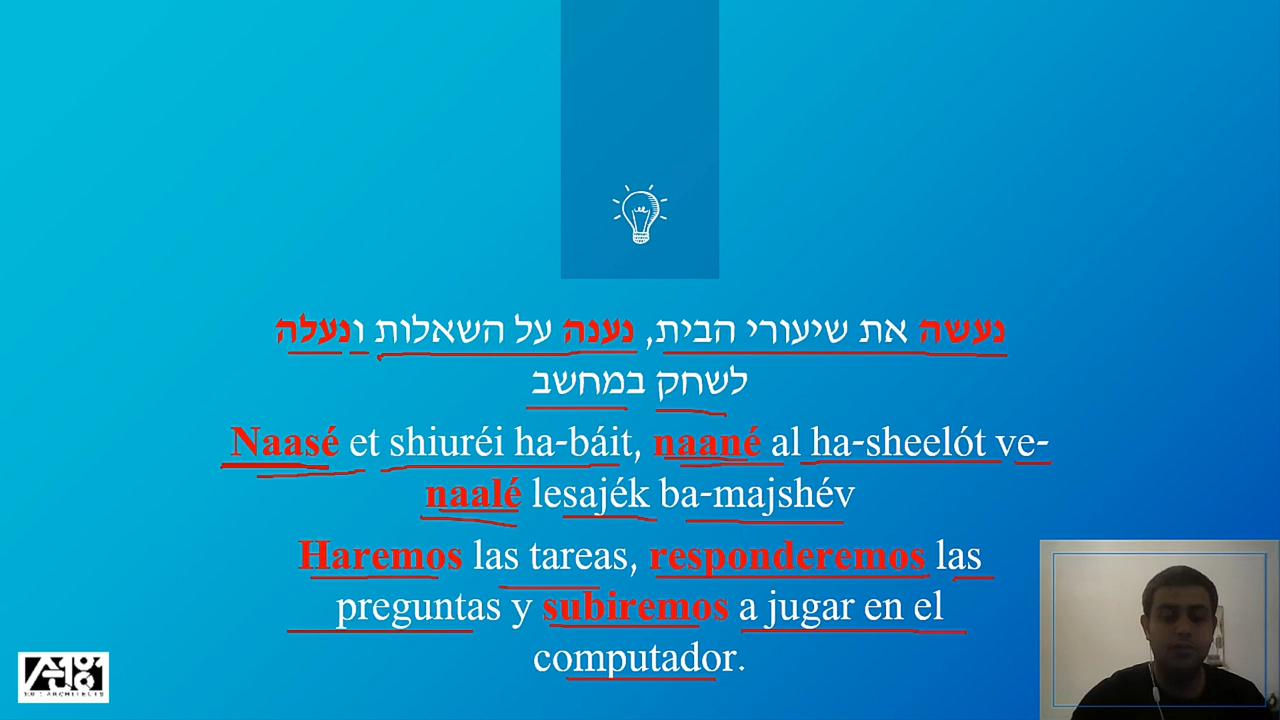 נעשה את שיעורי הבית, נענה על השאלות ונעלה
לשחק במחשב
Naasé et shiuréi ha-báit, naané al ha-sheelót ve-
naalé lesajék ba-majshév
Haremos las tareas, responderemos las
preguntas y subiremos a jugar en el
computador.